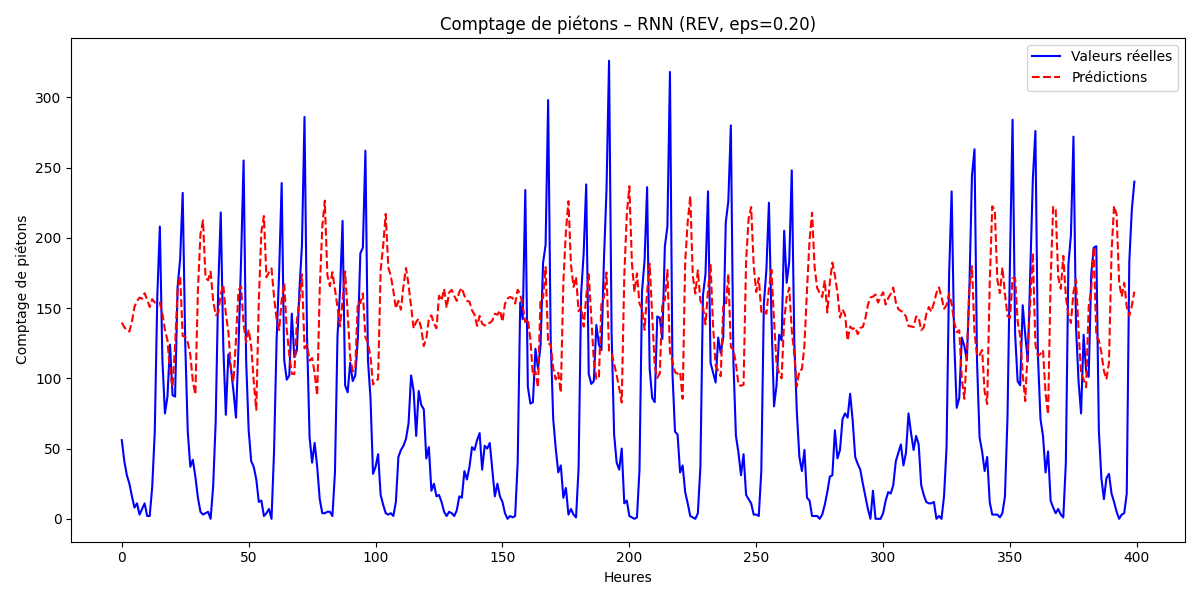 Comptage de piétons – RNN (REV, eps=0.20)
Valeurs réelles
Prédictions
Comptage de piétons
300
250
200
150
100
50
0
0 50 100 150 200 250 300 350 400
Heures